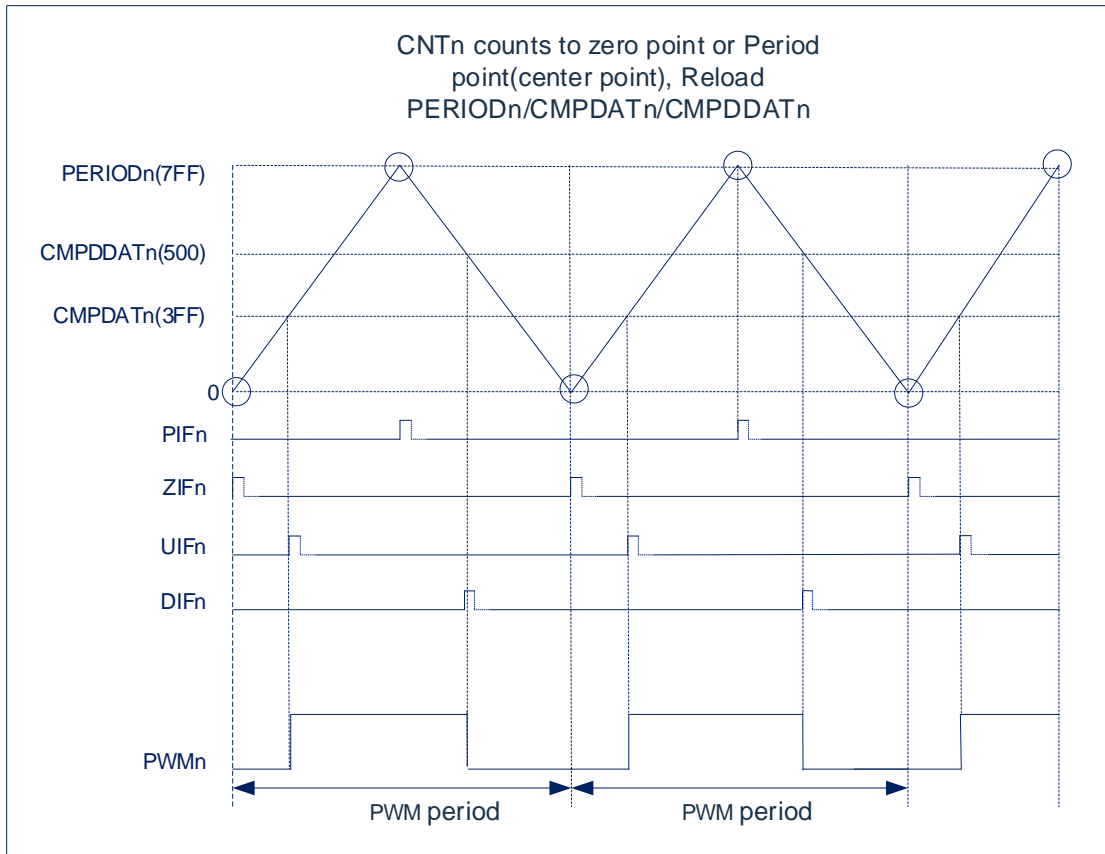 CNTn counts to zero point or Period
point(center point), Reload
PERIODn/CMPDATn/CMPDDATn
PERIODn(7FF)
CMPDDATn(500)
CMPDATn(3FF)
0
PIFn
ZIFn
UIFn
DIFn
PWMn
PWM period PWM period